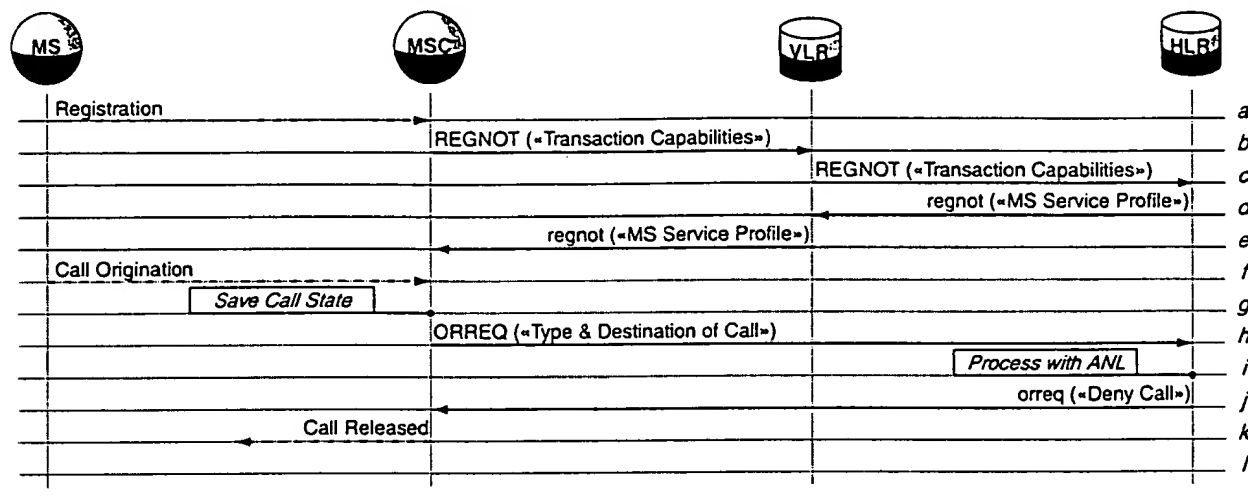 MS MSC VLR HLR
Registration a
REGNOT («Transaction Capabilities») b
REGNOT («Transaction Capabilities») c
regnot («MS Service Profile») d
regnot («MS Service Profile») e
Call Origination f
Save Call State g
ORREQ («Type & Destination of Call») h
Process with ANL i
orreq («Deny Call») j
Call Released k
l